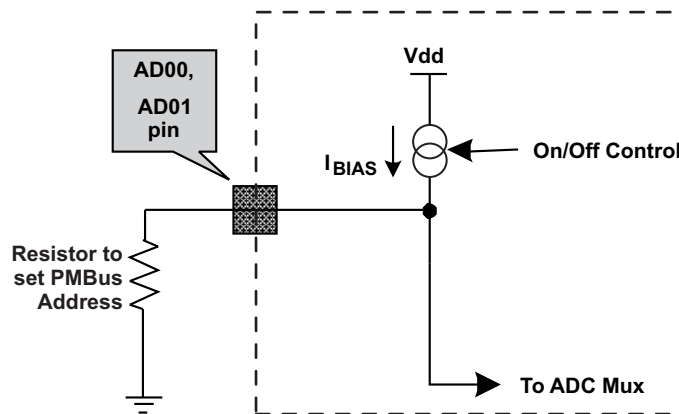 AD00,
AD01
pin
Vdd
IBIAS
On/Off Control
Resistor to
set PMBus
Address
To ADC Mux